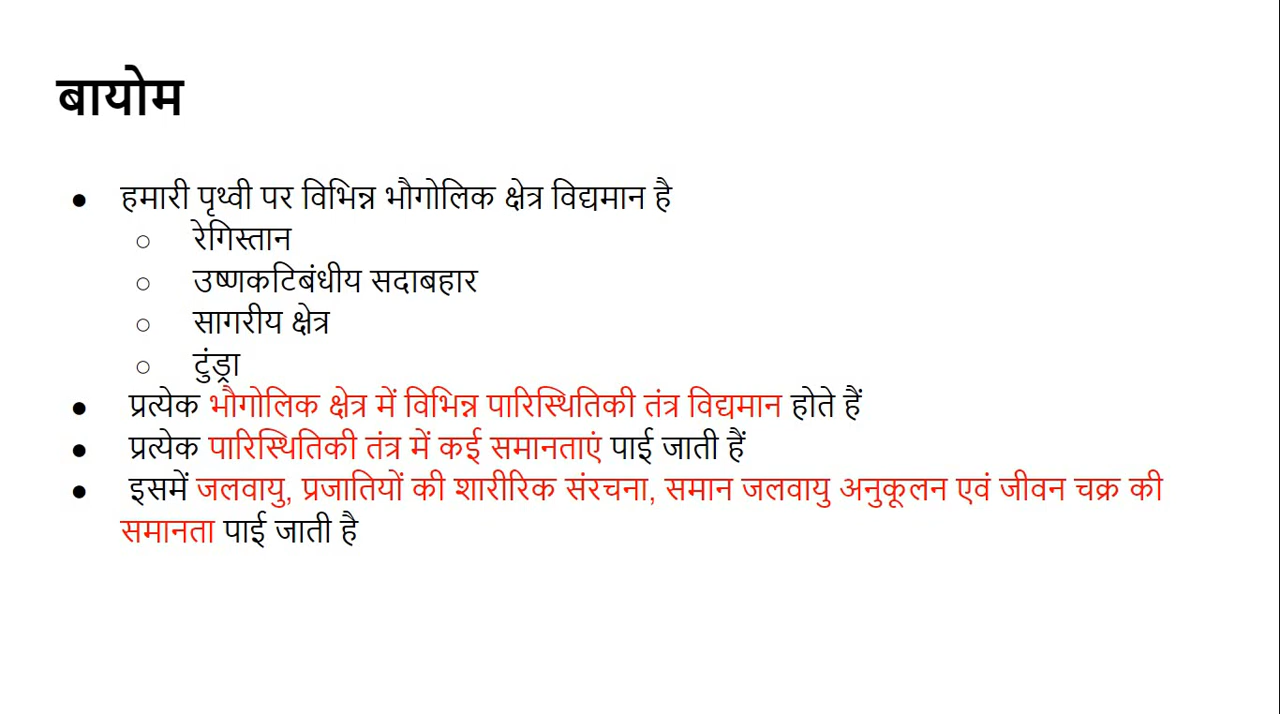 बायोम
● हमारी पृथ्वी पर विभिन्न भौगोलिक क्षेत्र विद्यमान है
○ रेगिस्तान
○ उष्णकटिबंधीय सदाबहार
○ सागरीय क्षेत्र
○ टुंड्रा
● प्रत्येक भौगोलिक क्षेत्र में विभिन्न पारिस्थितिकी तंत्र विद्यमान होते हैं
● प्रत्येक पारिस्थितिकी तंत्र में कई समानताएं पाई जाती हैं
● इसमें जलवायु, प्रजातियों की शारीरिक संरचना, समान जलवायु अनुकूलन एवं जीवन चक्र की
समानता पाई जाती है